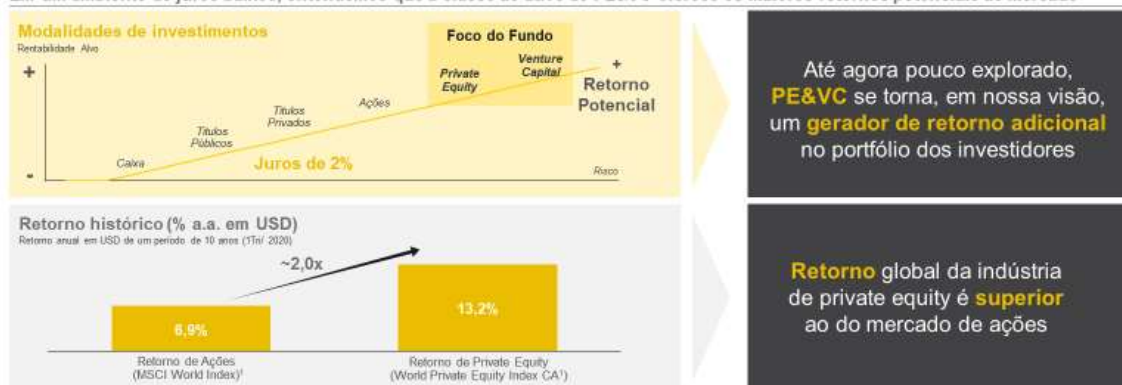 Modalidades de investimentos
Rentabilidade Alvo
+
-
Caixa
Títulos
Públicos
Títulos
Privados
Ações
Foco do Fundo
Private
Equity
Venture
Capital
+
Retorno
Potencial
Juros de 2%
Risco
Até agora pouco explorado,
PE&VC se torna, em nossa visão,
um gerador de retorno adicional
no portfólio dos investidores
Retorno histórico (% a.a. em USD)
Retorno anual em USD de um período de 10 anos (1Tri/ 2020)
~2,0x
6,9%
13,2%
Retorno de Ações
(MSCI World Index)¹
Retorno de Private Equity
(World Private Equity Index CA¹)
Retorno global da indústria
de private equity é superior
ao do mercado de ações